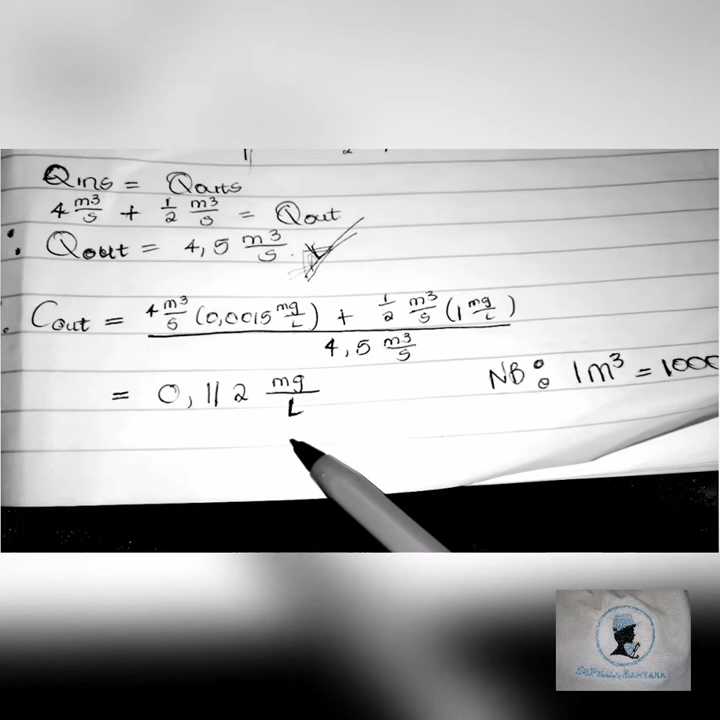 Qins = Qouts
4 m3/s + 1/2 m3/s = Qout
∴ Qout = 4,5 m3/s.
∴ Cout = 4 m3/s (0,0015 mg/L) + 1/2 m3/s (1 mg/L)
4,5 m3/s
= 0,112 mg/L
NB: 1m3 = 1000